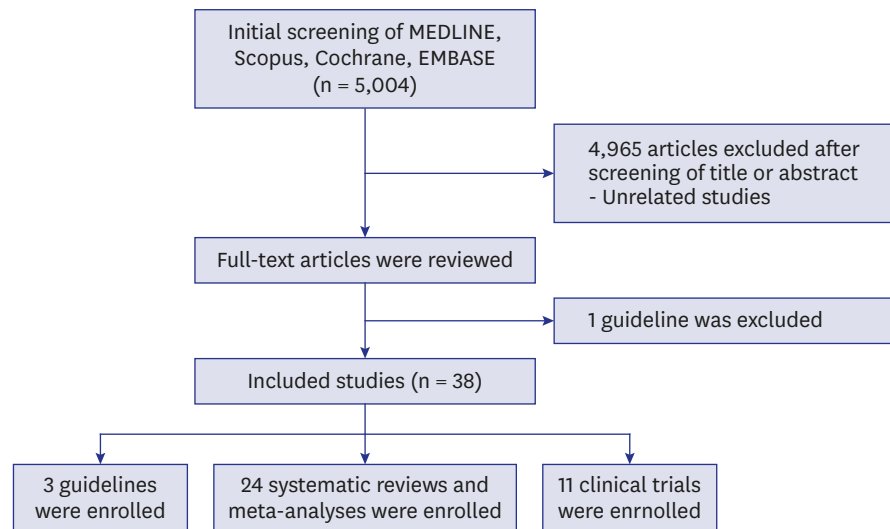 Initial screening of MEDLINE,
Scopus, Cochrane, EMBASE
(n = 5,004)
4,965 articles excluded after
screening of title or abstract
- Unrelated studies
Full-text articles were reviewed
1 guideline was excluded
Included studies (n = 38)
3 guidelines
were enrolled
24 systematic reviews and
meta-analyses were enrolled
11 clinical trials
were enrnolled